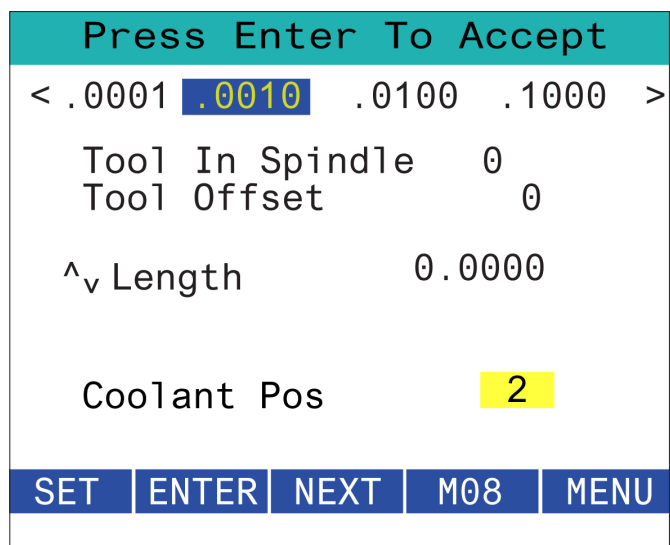 Press Enter To Accept
< .0001 .0010 .0100 .1000 >
Tool In Spindle 0
Tool Offset 0
^v Length 0.0000
Coolant Pos 2
SET ENTER NEXT M08 MENU